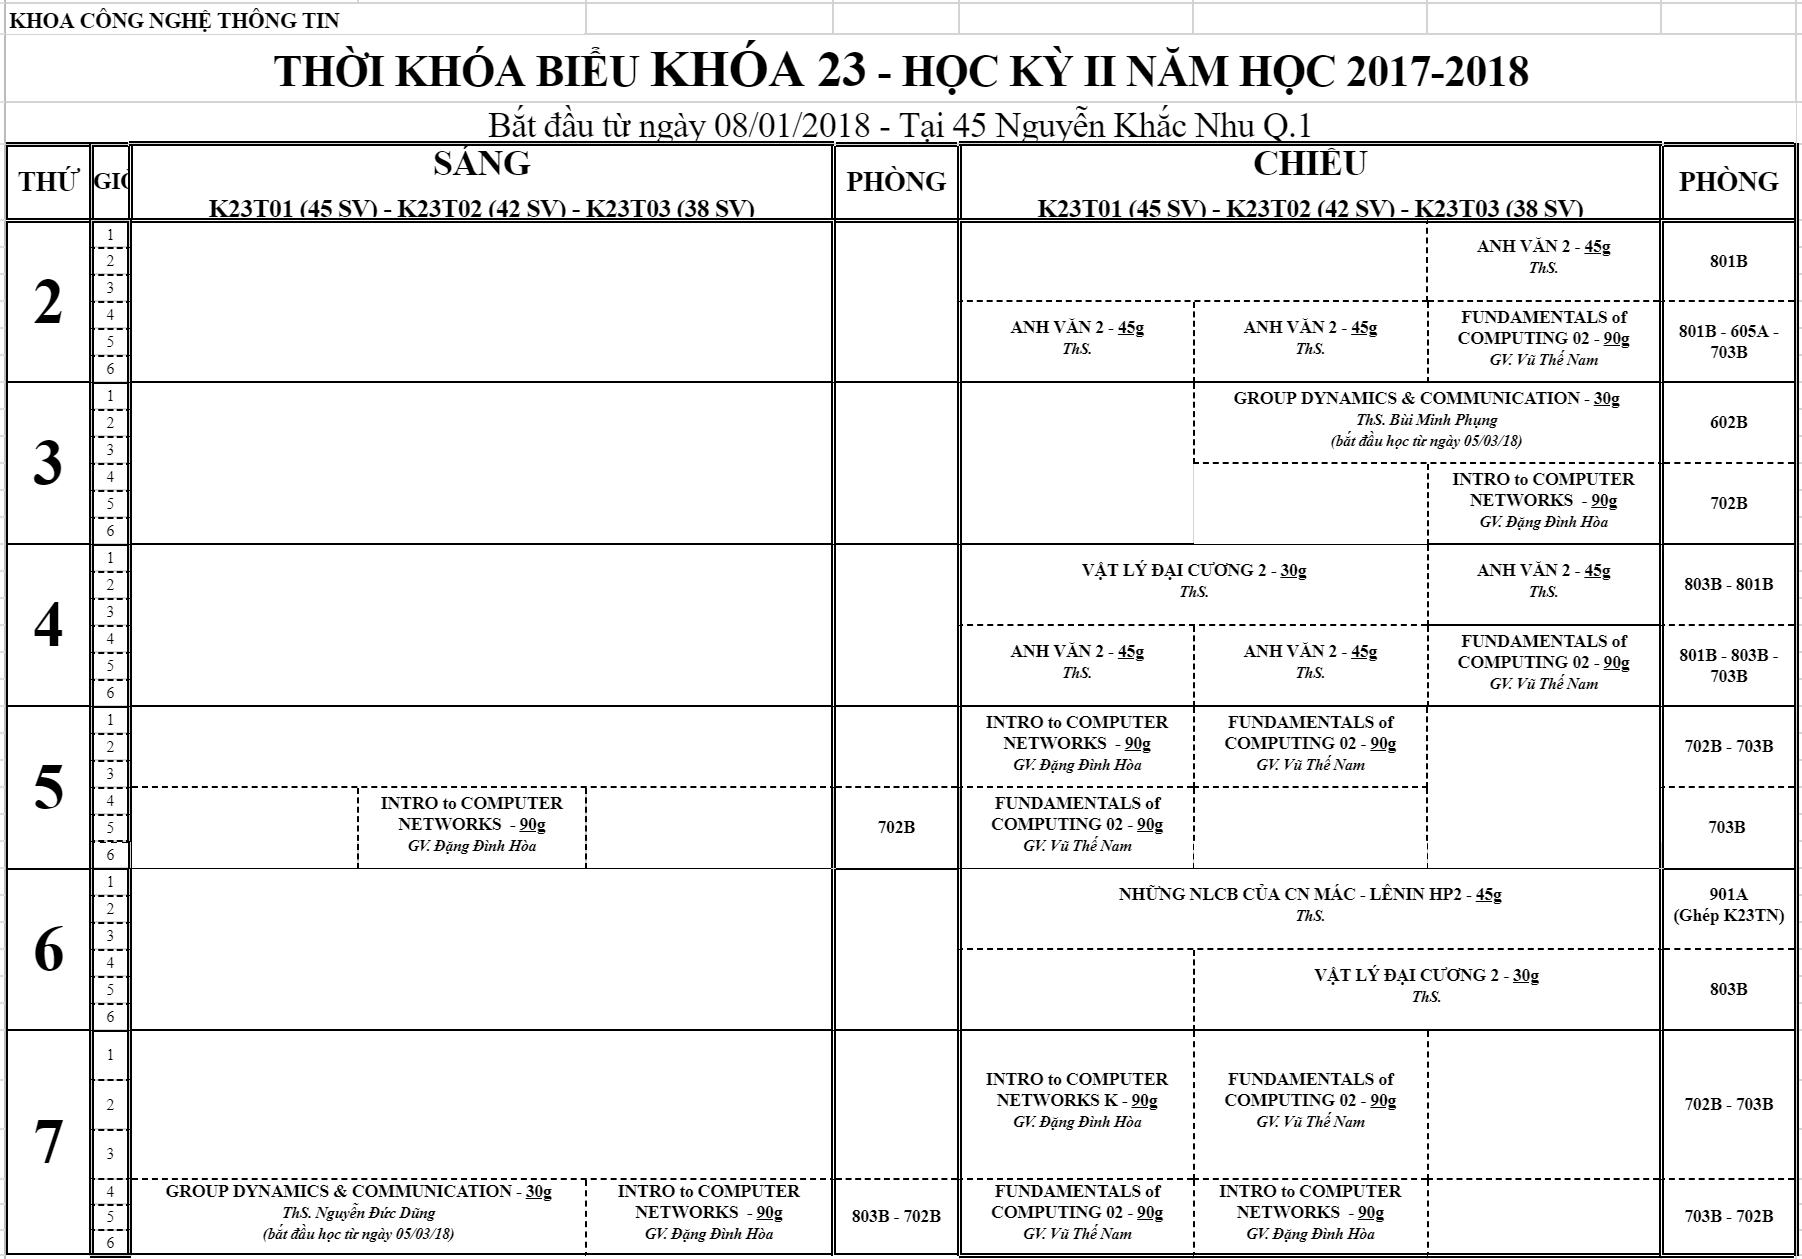 KHOA CÔNG NGHỆ THÔNG TIN
THỜI KHÓA BIỂU KHÓA 23 - HỌC KỲ II NĂM HỌC 2017-2018
Bắt đầu từ ngày 08/01/2018 - Tại 45 Nguyễn Khắc Nhu Q.1
THỨ
GIỜ
SÁNG
K23T01 (45 SV) - K23T02 (42 SV) - K23T03 (38 SV)
PHÒNG
CHIỀU
K23T01 (45 SV) - K23T02 (42 SV) - K23T03 (38 SV)
PHÒNG
2
1
2
3
4
5
6
ANH VĂN 2 - 45g
ThS.
801B
ANH VĂN 2 - 45g
ThS.
ANH VĂN 2 - 45g
ThS.
FUNDAMENTALS of
COMPUTING 02 - 90g
GV. Vũ Thế Nam
801B - 605A -
703B
3
1
2
3
4
5
6
GROUP DYNAMICS & COMMUNICATION - 30g
ThS. Bùi Minh Phụng
(bắt đầu học từ ngày 05/03/18)
602B
INTRO to COMPUTER
NETWORKS - 90g
GV. Đặng Đình Hòa
702B
4
1
2
3
4
5
6
VẬT LÝ ĐẠI CƯƠNG 2 - 30g
ThS.
ANH VĂN 2 - 45g
ThS.
803B - 801B
ANH VĂN 2 - 45g
ThS.
ANH VĂN 2 - 45g
ThS.
FUNDAMENTALS of
COMPUTING 02 - 90g
GV. Vũ Thế Nam
801B - 803B -
703B
5
1
2
3
4
5
6
INTRO to COMPUTER
NETWORKS - 90g
GV. Đặng Đình Hòa
FUNDAMENTALS of
COMPUTING 02 - 90g
GV. Vũ Thế Nam
702B - 703B
INTRO to COMPUTER
NETWORKS - 90g
GV. Đặng Đình Hòa
702B
FUNDAMENTALS of
COMPUTING 02 - 90g
GV. Vũ Thế Nam
703B
6
1
2
3
4
5
6
NHỮNG NLCB CỦA CN MÁC - LÊNIN HP2 - 45g
ThS.
901A
(Ghép K23TN)
VẬT LÝ ĐẠI CƯƠNG 2 - 30g
ThS.
803B
7
1
2
3
4
5
6
INTRO to COMPUTER
NETWORKS K - 90g
GV. Đặng Đình Hòa
FUNDAMENTALS of
COMPUTING 02 - 90g
GV. Vũ Thế Nam
702B - 703B
GROUP DYNAMICS & COMMUNICATION - 30g
ThS. Nguyễn Đức Dũng
(bắt đầu học từ ngày 05/03/18)
INTRO to COMPUTER
NETWORKS - 90g
GV. Đặng Đình Hòa
803B - 702B
FUNDAMENTALS of
COMPUTING 02 - 90g
GV. Vũ Thế Nam
INTRO to COMPUTER
NETWORKS - 90g
GV. Đặng Đình Hòa
703B - 702B